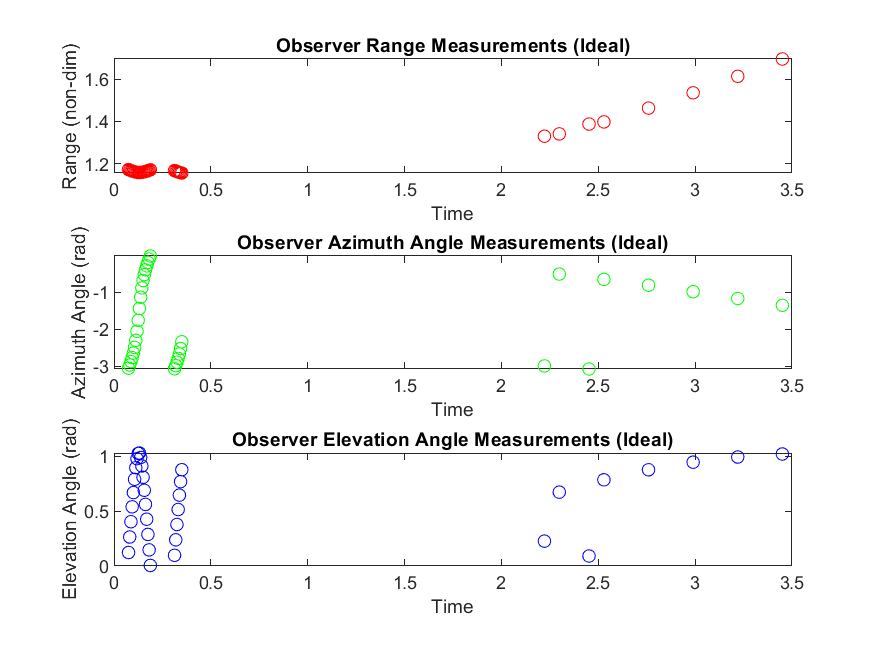 Observer Range Measurements (Ideal)
Range (non-dim)
1.6
1.4
1.2
0 0.5 1 1.5 2 2.5 3 3.5
Time
Observer Azimuth Angle Measurements (Ideal)
Azimuth Angle (rad)
-1
-2
-3
0 0.5 1 1.5 2 2.5 3 3.5
Time
Observer Elevation Angle Measurements (Ideal)
Elevation Angle (rad)
1
0.5
0
0 0.5 1 1.5 2 2.5 3 3.5
Time